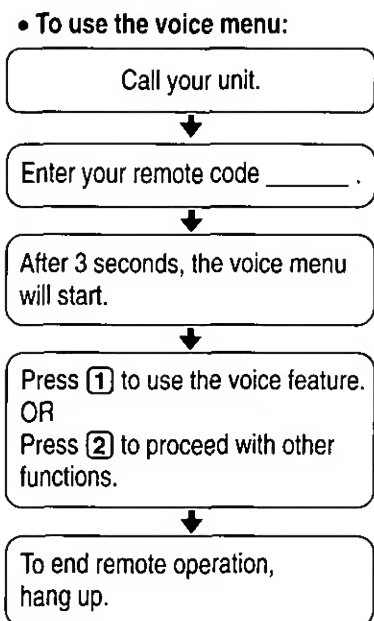 • To use the voice menu:
Call your unit.
Enter your remote code ______ .
After 3 seconds, the voice menu
will start.
Press 1 to use the voice feature.
OR
Press 2 to proceed with other
functions.
To end remote operation,
hang up.